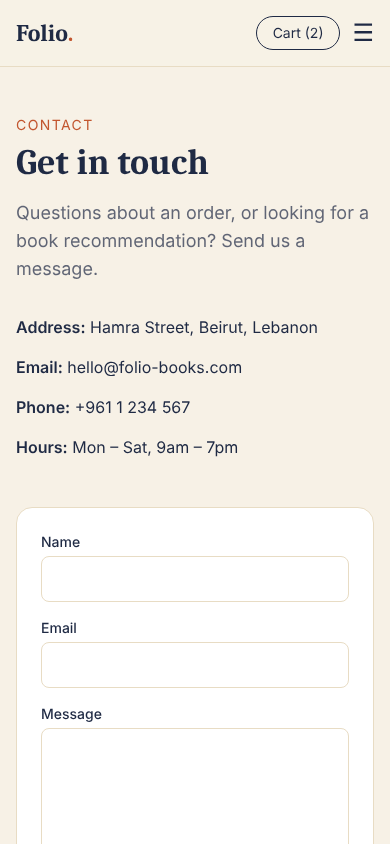 Folio.
Cart (2)
☰
CONTACT
Get in touch
Questions about an order, or looking for a
book recommendation? Send us a
message.
Address: Hamra Street, Beirut, Lebanon
Email: hello@folio-books.com
Phone: +961 1 234 567
Hours: Mon – Sat, 9am – 7pm
Name
Email
Message